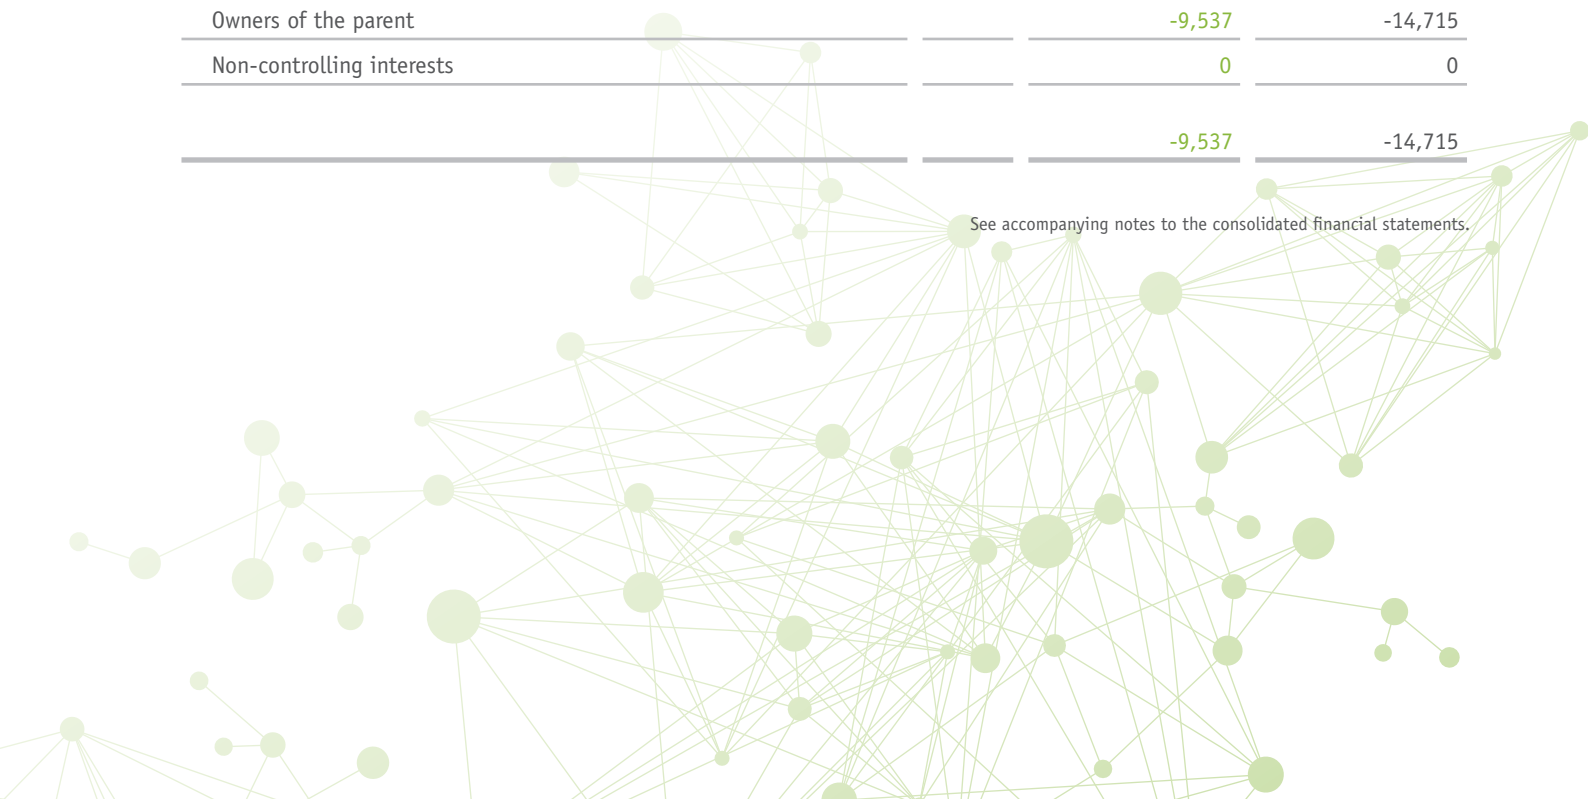 Owners of the parent -9,537 -14,715
Non-controlling interests 0 0
-9,537 -14,715
See accompanying notes to the consolidated financial statements.